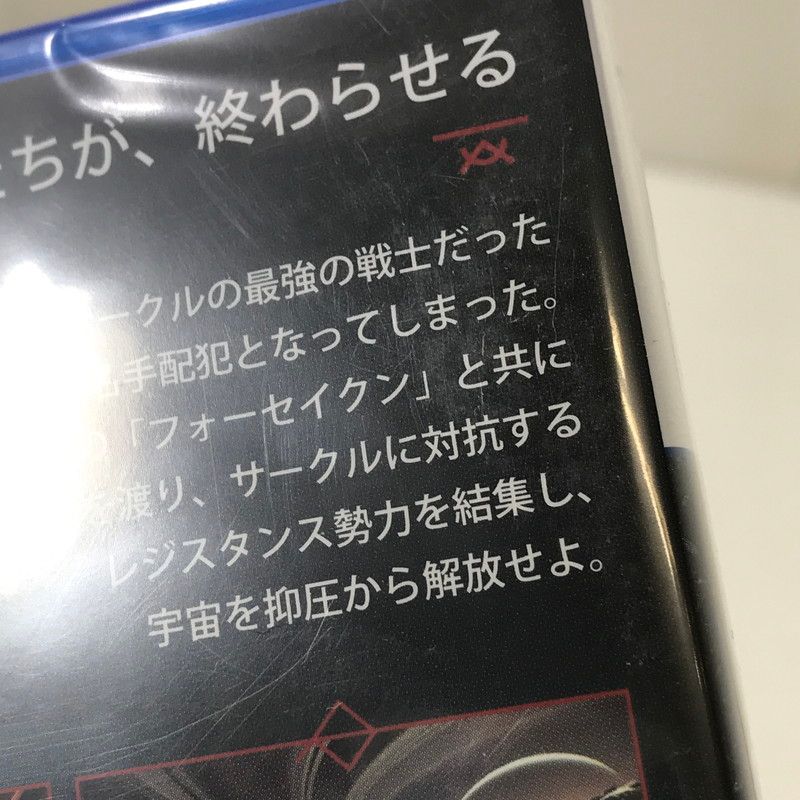 ちが、終わらせる
ークルの最強の戦士だった
手配犯となってしまった。
「フォーセイクン」と共に
を渡り、サークルに対抗する
レジスタンス勢力を結集し、
宇宙を抑圧から解放せよ。